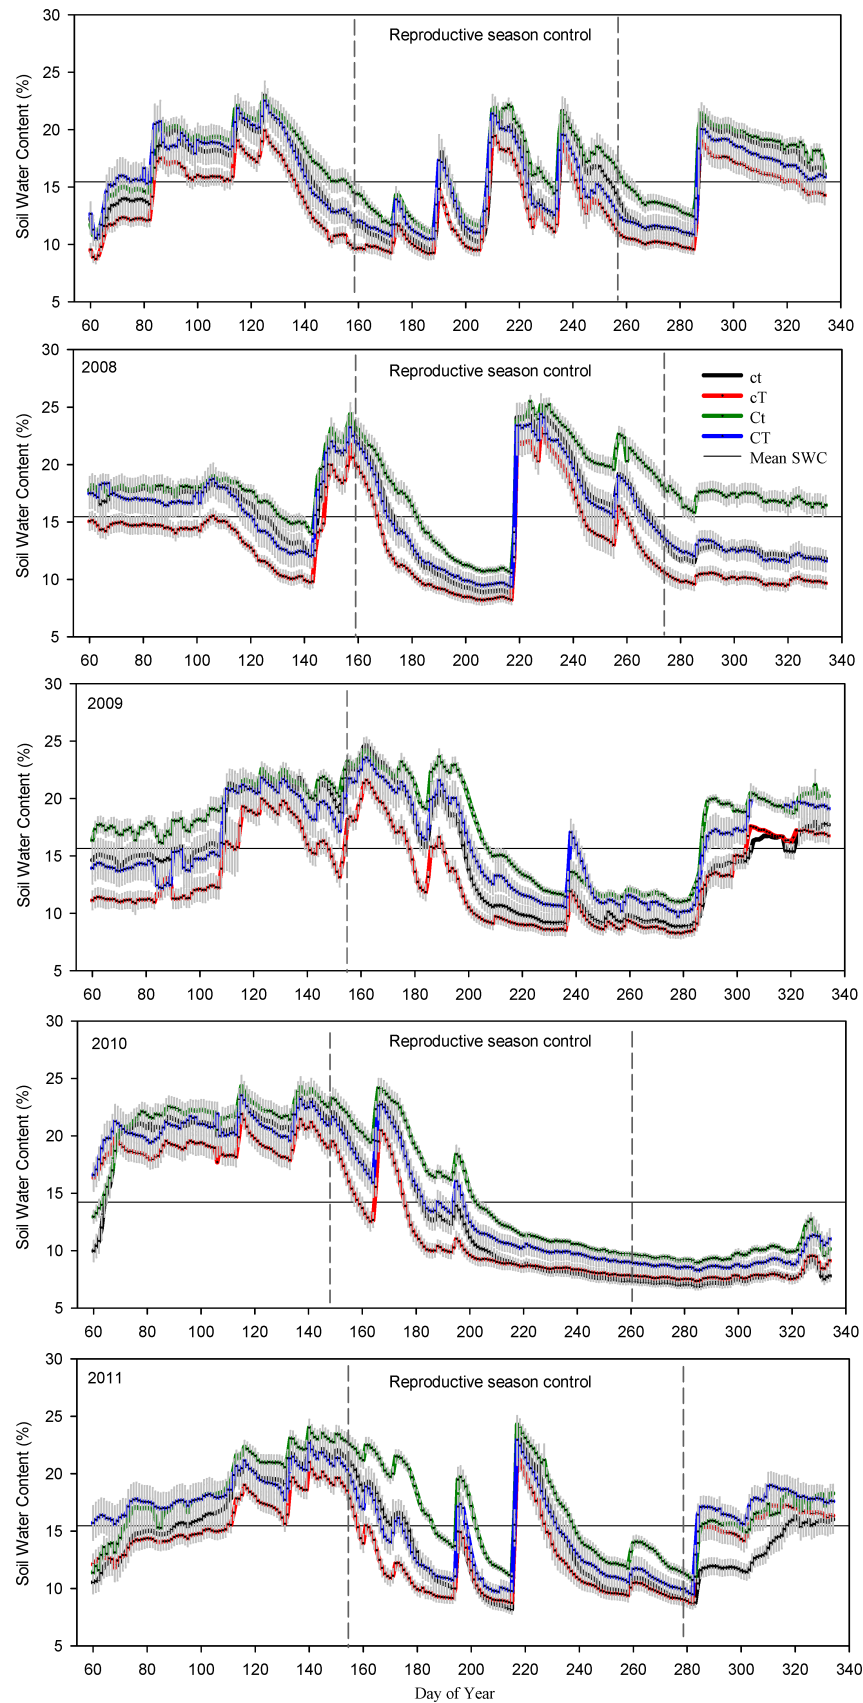 Reproductive season control
Soil Water Content (%)
30
25
20
15
10
5
60 80 100 120 140 160 180 200 220 240 260 280 300 320 340
2008
Reproductive season control
ct
cT
Ct
CT
Mean SWC
Soil Water Content (%)
30
25
20
15
10
5
60 80 100 120 140 160 180 200 220 240 260 280 300 320 340
2009
Soil Water Content (%)
30
25
20
15
10
5
60 80 100 120 140 160 180 200 220 240 260 280 300 320 340
2010
Reproductive season control
Soil Water Content (%)
30
25
20
15
10
5
60 80 100 120 140 160 180 200 220 240 260 280 300 320 340
2011
Reproductive season control
Soil Water Content (%)
30
25
20
15
10
5
60 80 100 120 140 160 180 200 220 240 260 280 300 320 340
Day of Year